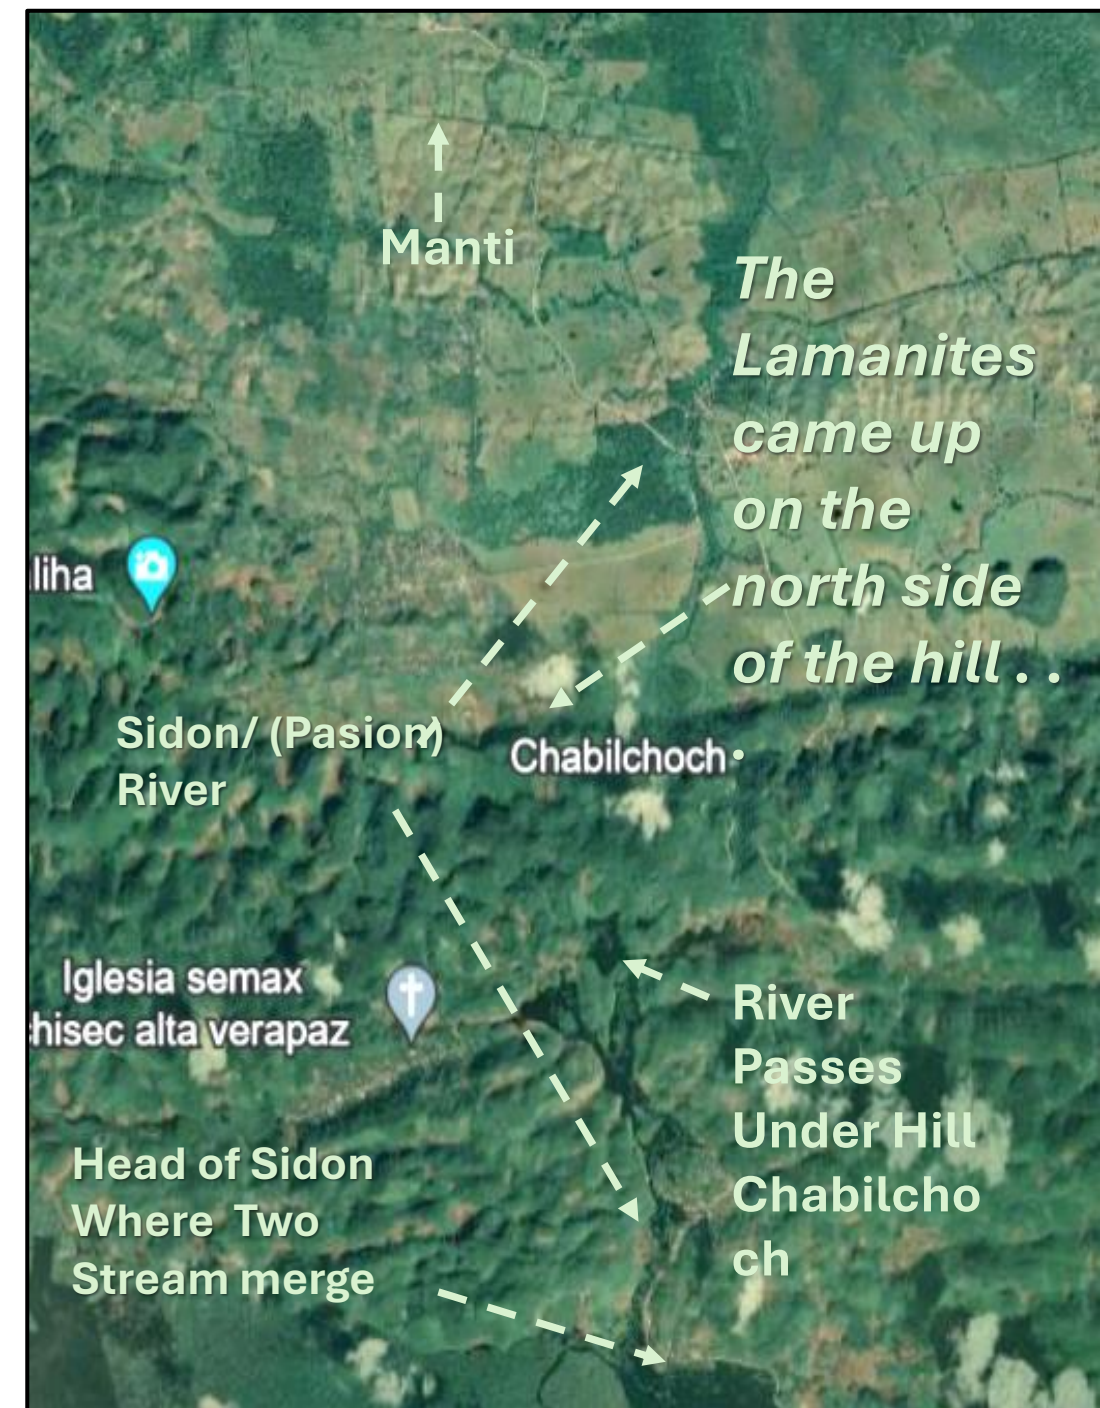 Manti
The
Lamanites
came up
on the
north side
of the hill . .
.
liha
Sidon/ (Pasion)
River
Chabilchoch
Iglesia semax
chisec alta verapaz
River
Passes
Under Hill
Chabilcho
ch
Head of Sidon
Where Two
Stream merge